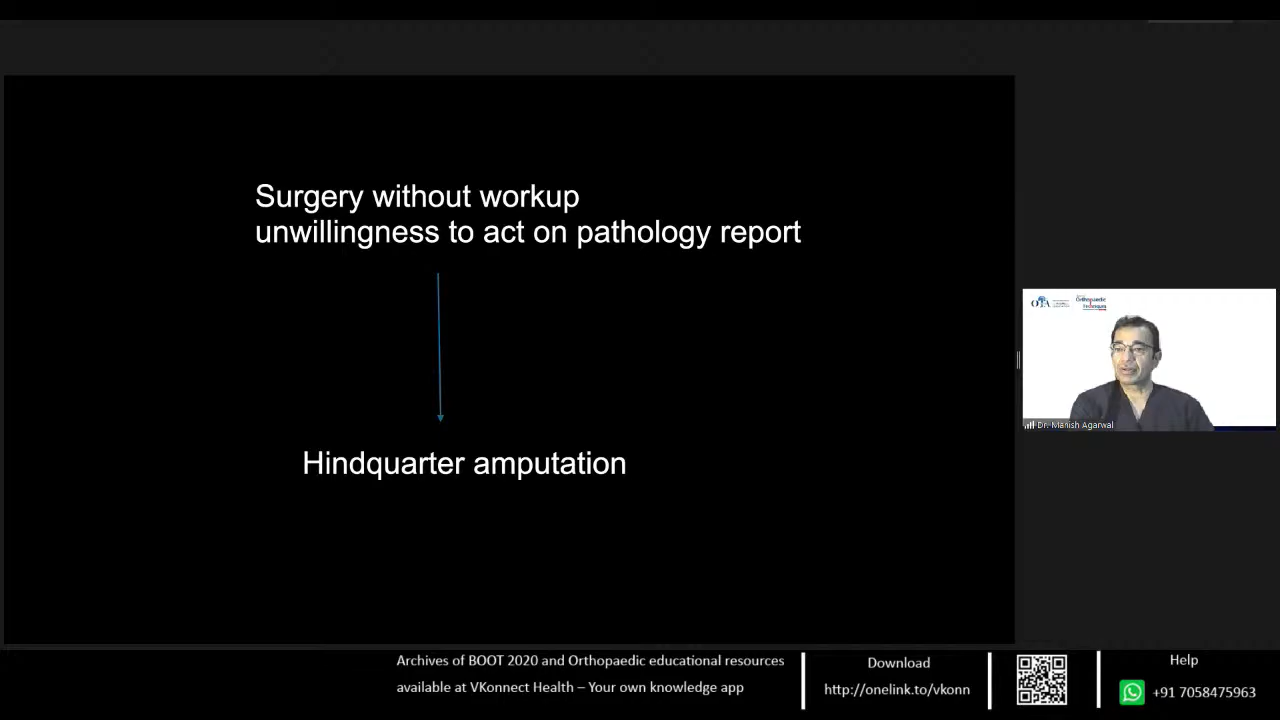 Surgery without workup
unwillingness to act on pathology report
Hindquarter amputation
Dr. Manish Agarwal
Archives of BOOT 2020 and Orthopaedic educational resources
available at VKonnect Health – Your own knowledge app
Download
http://onelink.to/vkonn
Help
+91 7058475963